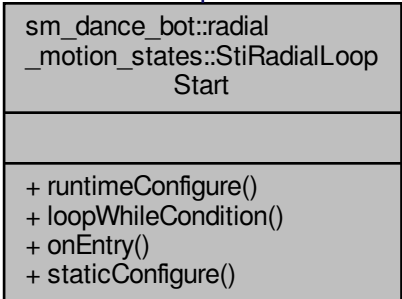 sm_dance_bot::radial
_motion_states::StiRadialLoop
Start
+ runtimeConfigure()
+ loopWhileCondition()
+ onEntry()
+ staticConfigure()